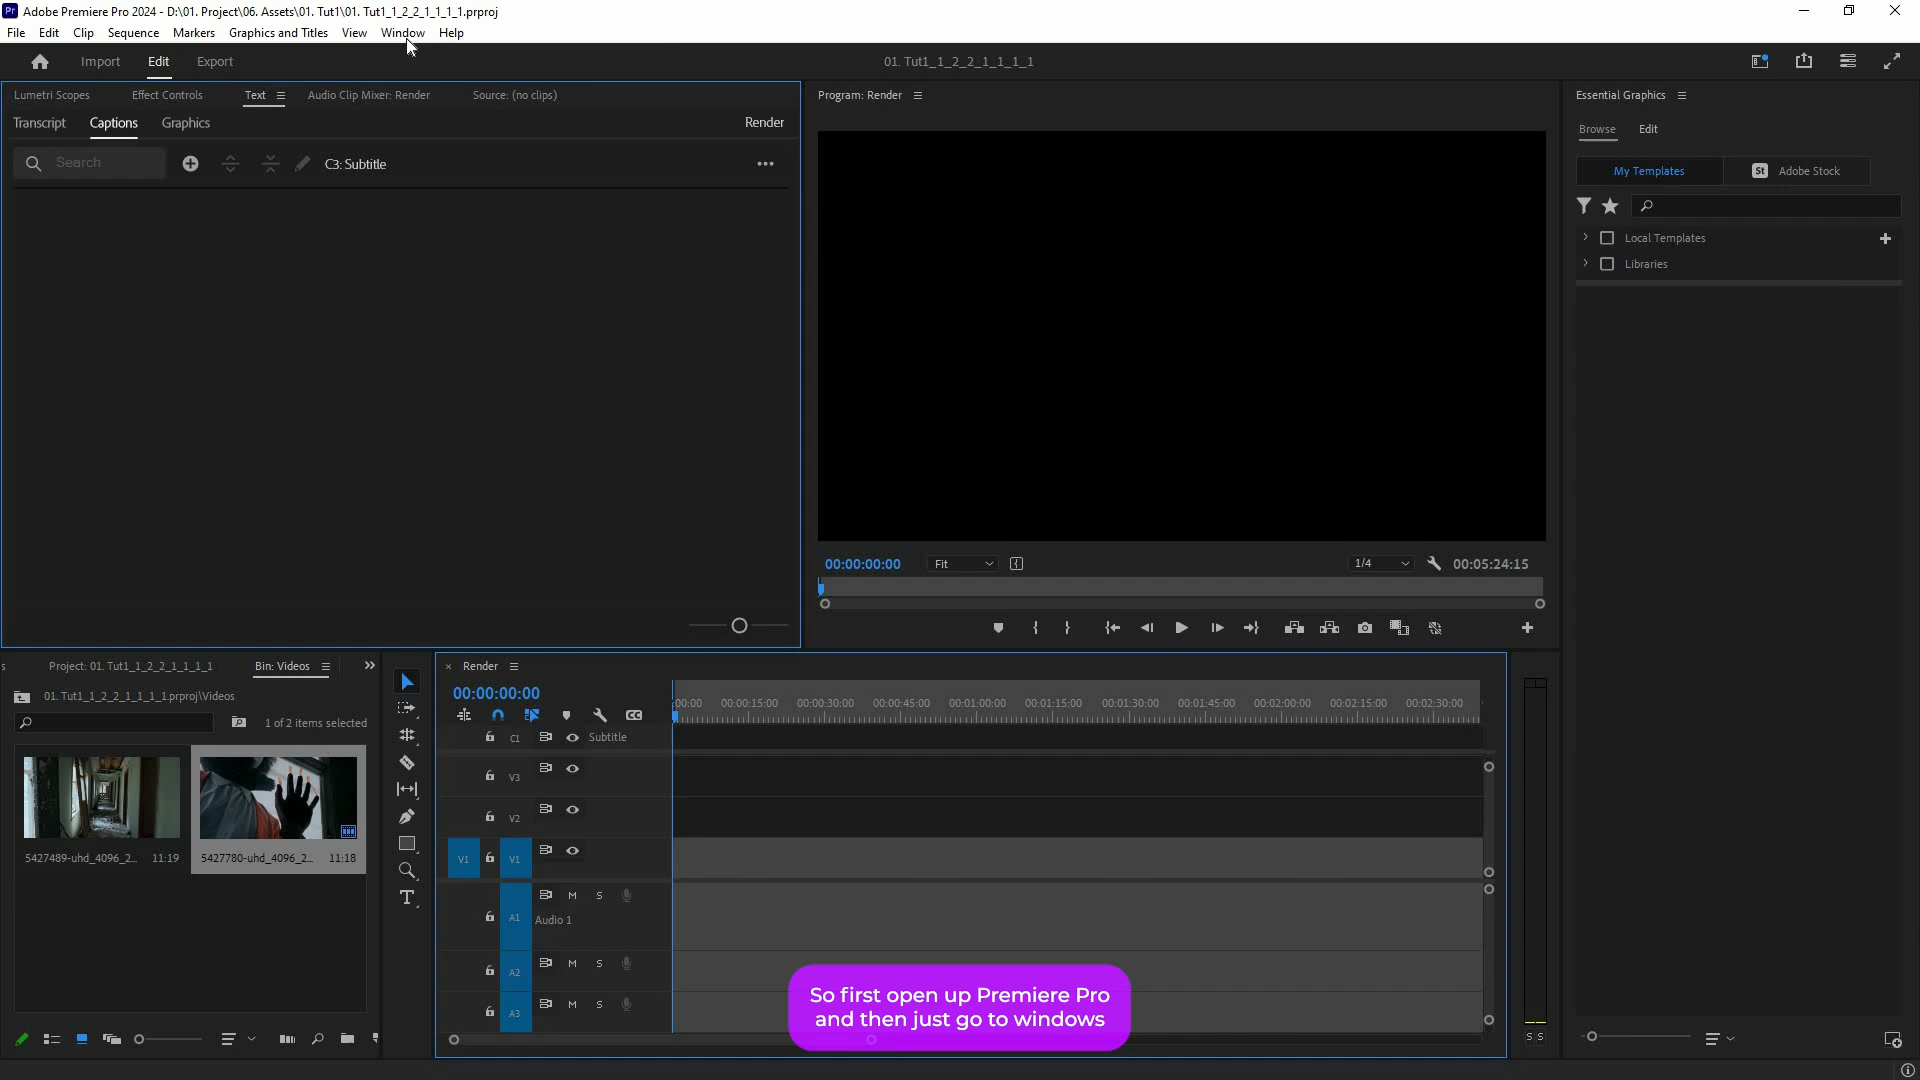 Pr Adobe Premiere Pro 2024 - D:\01. Project\06. Assets\01. Tut1\01. Tut1_1_2_2_1_1_1_1.prproj
File Edit Clip Sequence Markers Graphics and Titles View Window Help
Import Edit Export 01. Tut1_1_2_2_1_1_1_1
Lumetri Scopes Effect Controls Text Audio Clip Mixer: Render Source: (no clips)
Transcript Captions Graphics Render
Search C3: Subtitle
Program: Render
00:00:00:00 Fit 1/4 00:05:24:15
Essential Graphics
Browse Edit
My Templates St Adobe Stock
Local Templates
Libraries
s Project: 01. Tut1_1_2_2_1_1_1_1 Bin: Videos
01. Tut1_1_2_2_1_1_1_1.prproj\Videos
1 of 2 items selected
5427489-uhd_4096_2... 11:19 5427780-uhd_4096_2... 11:18
Render
00:00:00:00
:00:00 00:00:15:00 00:00:30:00 00:00:45:00 00:01:00:00 00:01:15:00 00:01:30:00 00:01:45:00 00:02:00:00 00:02:15:00 00:02:30:00
C1 Subtitle
V3
V2
V1 V1
A1 M S
Audio 1
A2 M S
A3 M S
S S
So first open up Premiere Pro
and then just go to windows